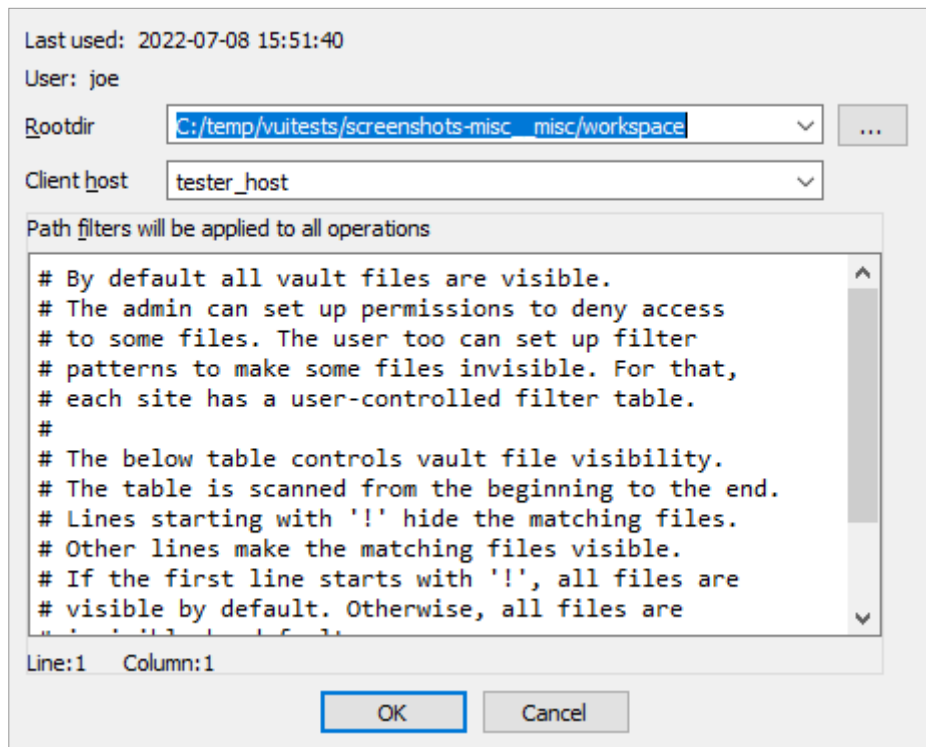 Last used: 2022-07-08 15:51:40
User: joe
Rootdir C:/temp/vuitests/screenshots-misc__misc/workspace ...
Client host tester_host
Path filters will be applied to all operations
# By default all vault files are visible.
# The admin can set up permissions to deny access
# to some files. The user too can set up filter
# patterns to make some files invisible. For that,
# each site has a user-controlled filter table.
#
# The below table controls vault file visibility.
# The table is scanned from the beginning to the end.
# Lines starting with '!' hide the matching files.
# Other lines make the matching files visible.
# If the first line starts with '!', all files are
# visible by default. Otherwise, all files are
Line:1 Column:1
OK Cancel